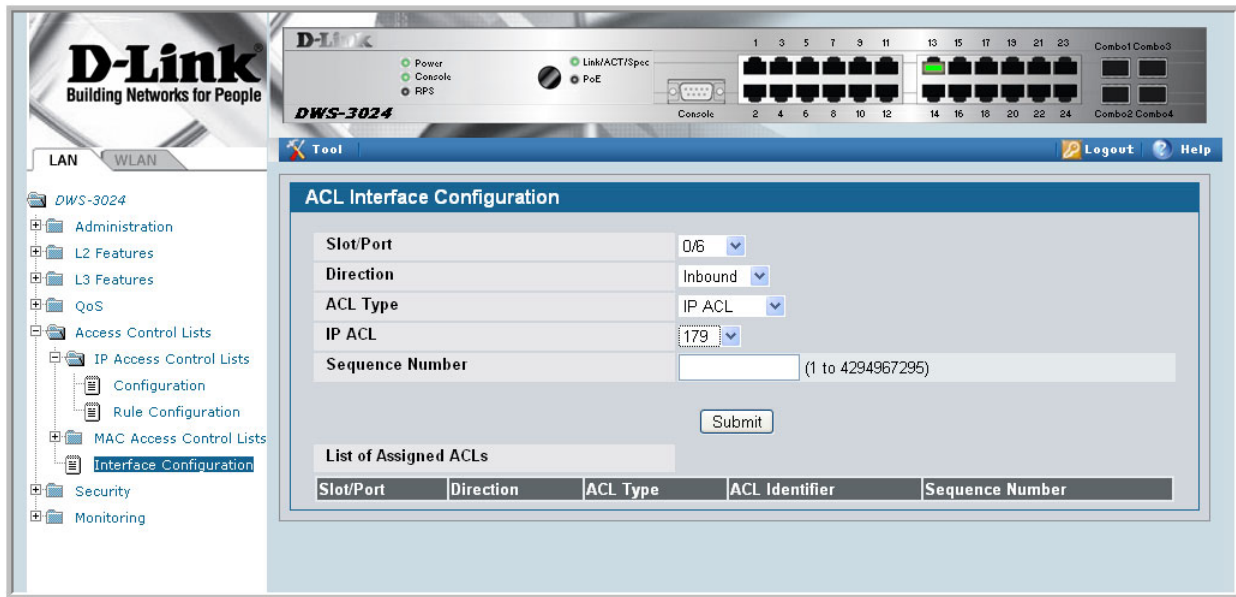 D-Link
Building Networks for People
D-Link
Power
Console
RPS
Link/ACT/Spec
PoE
DWS-3024
Console
1 3 5 7 9 11 13 15 17 19 21 23 Combo1 Combo3
2 4 6 8 10 12 14 16 18 20 22 24 Combo2 Combo4
LAN WLAN
Tool Logout Help
DWS-3024
Administration
L2 Features
L3 Features
QoS
Access Control Lists
IP Access Control Lists
Configuration
Rule Configuration
MAC Access Control Lists
Interface Configuration
Security
Monitoring
ACL Interface Configuration
Slot/Port 0/6
Direction Inbound
ACL Type IP ACL
IP ACL 179
Sequence Number (1 to 4294967295)
Submit
List of Assigned ACLs
Slot/Port Direction ACL Type ACL Identifier Sequence Number